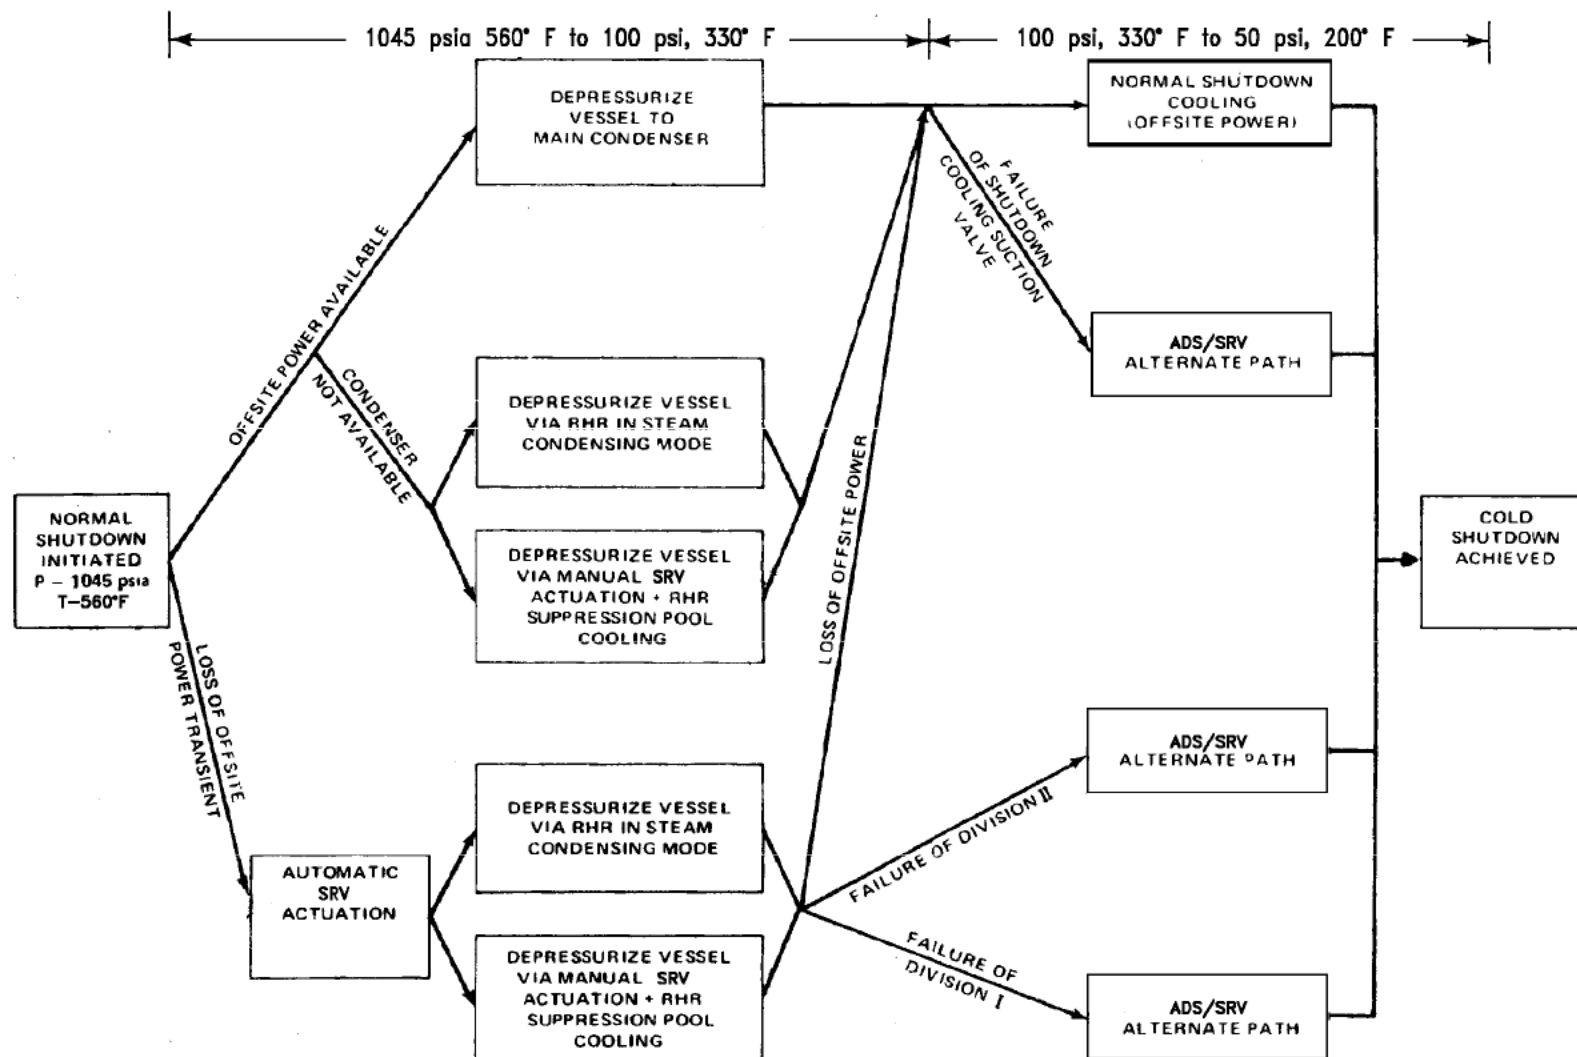 1045 psia 560° F to 100 psi, 330° F
100 psi, 330° F to 50 psi, 200° F
DEPRESSURIZE
VESSEL TO
MAIN CONDENSER
NORMAL SHUTDOWN
COOLING
(OFFSITE POWER)
FAILURE
OF SHUTDOWN
COOLING SUCTION
VALVE
OFFSITE POWER AVAILABLE
CONDENSER
NOT AVAILABLE
ADS/SRV
ALTERNATE PATH
DEPRESSURIZE VESSEL
VIA RHR IN STEAM
CONDENSING MODE
DEPRESSURIZE VESSEL
VIA MANUAL SRV
ACTUATION + RHR
SUPPRESSION POOL
COOLING
LOSS OF OFFSITE POWER
NORMAL
SHUTDOWN
INITIATED
P – 1045 psia
T–560°F
COLD
SHUTDOWN
ACHIEVED
LOSS OF OFFSITE
POWER TRANSIENT
AUTOMATIC
SRV
ACTUATION
DEPRESSURIZE VESSEL
VIA RHR IN STEAM
CONDENSING MODE
DEPRESSURIZE VESSEL
VIA MANUAL SRV
ACTUATION + RHR
SUPPRESSION POOL
COOLING
FAILURE OF DIVISION II
ADS/SRV
ALTERNATE PATH
FAILURE OF
DIVISION I
ADS/SRV
ALTERNATE PATH